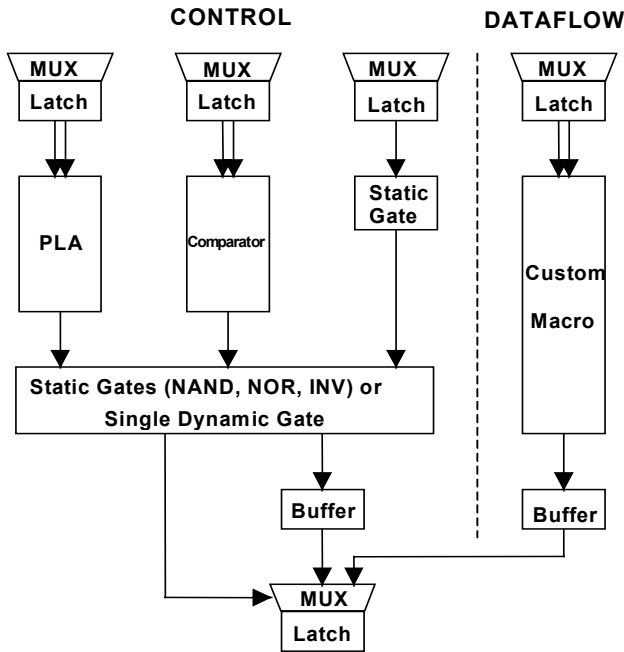 CONTROL
DATAFLOW
MUX
Latch
MUX
Latch
MUX
Latch
MUX
Latch
PLA
Comparator
Static
Gate
Custom
Macro
Static Gates (NAND, NOR, INV) or
Single Dynamic Gate
Buffer
Buffer
MUX
Latch